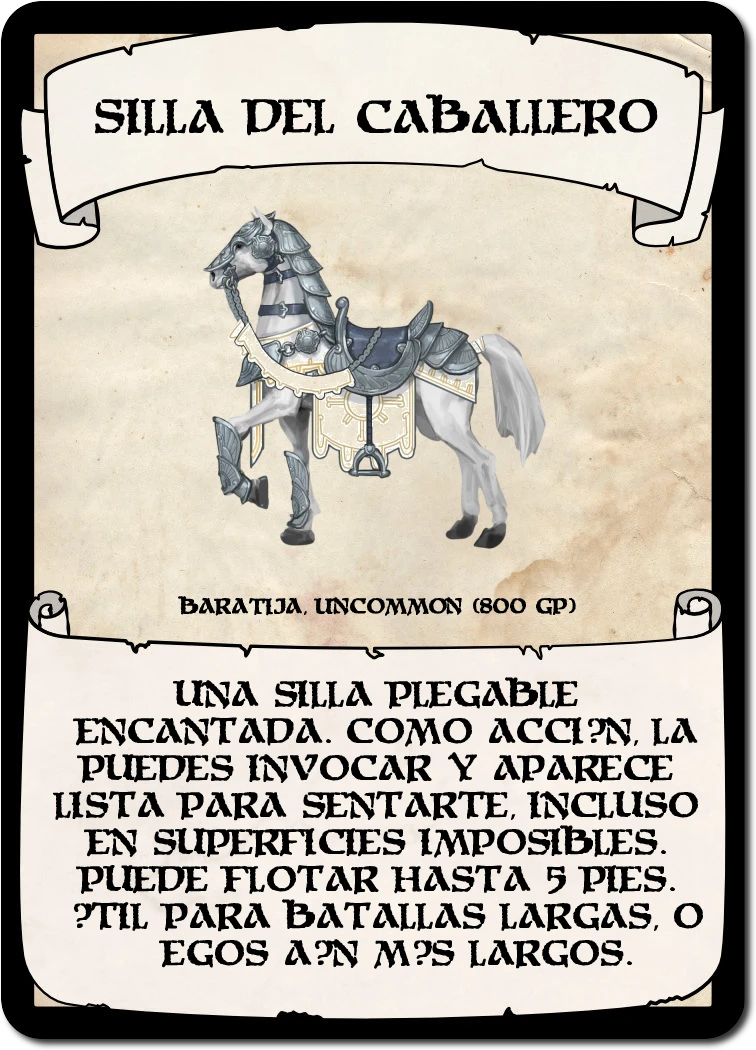 SILLA DEL CABALLERO
BARATIJA, UNCOMMON (800 GP)
UNA SILLA PLEGABLE
ENCANTADA. COMO ACCI?N, LA
PUEDES INVOCAR Y APARECE
LISTA PARA SENTARTE, INCLUSO
EN SUPERFICIES IMPOSIBLES.
PUEDE FLOTAR HASTA 5 PIES.
?TIL PARA BATALLAS LARGAS, O
EGOS A?N M?S LARGOS.